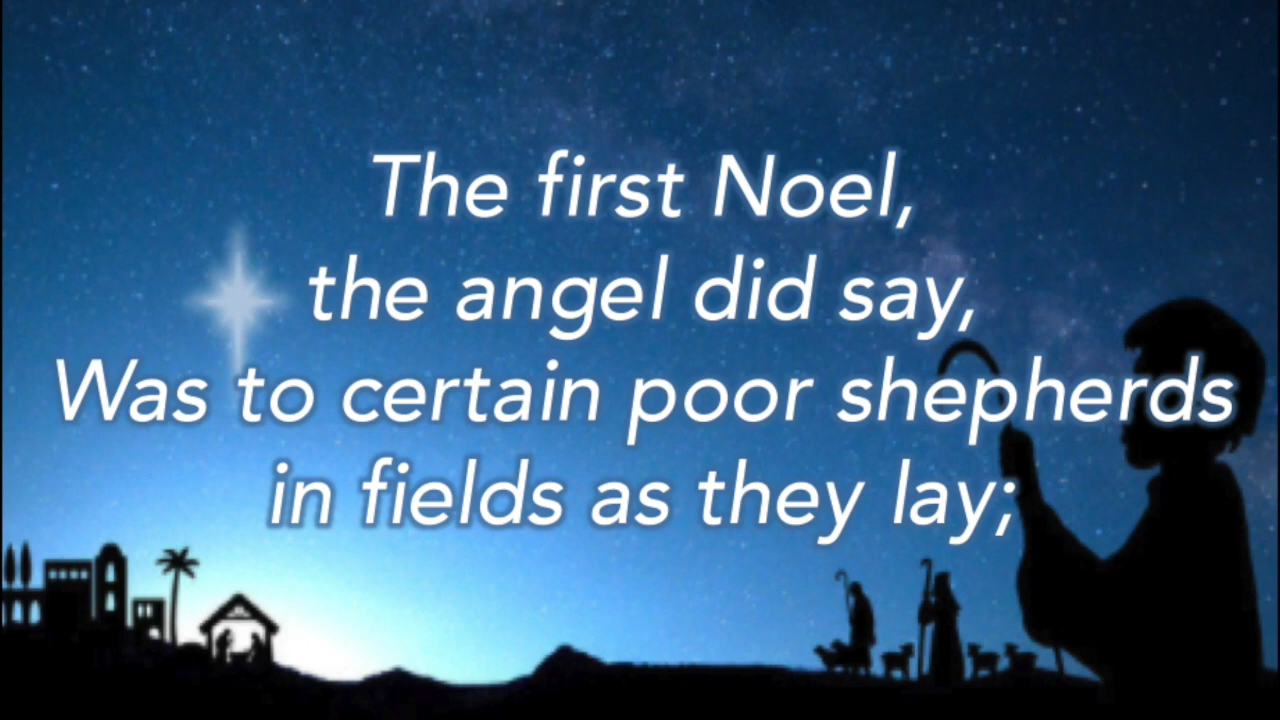 The first Noel,
the angel did say,
Was to certain poor shepherds
in fields as they lay;